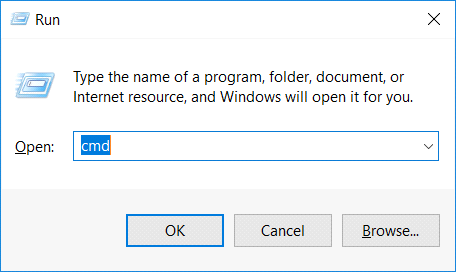 Run
Type the name of a program, folder, document, or
Internet resource, and Windows will open it for you.
Open: cmd
OK Cancel Browse...